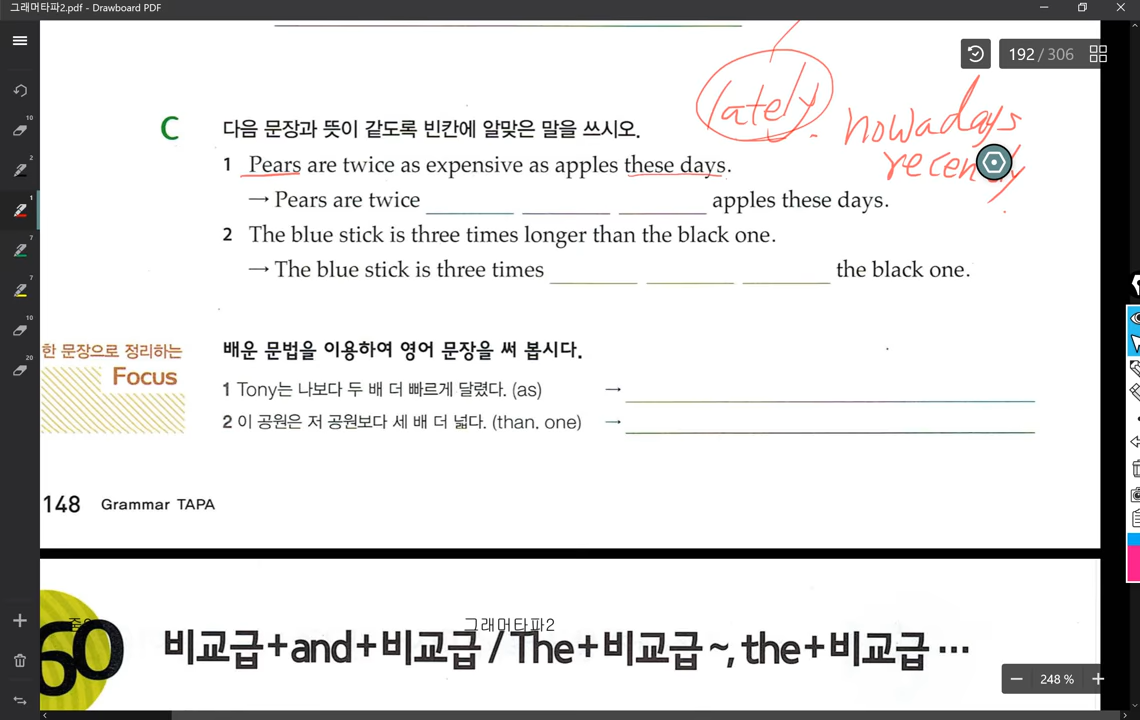 그래머타파2.pdf - Drawboard PDF
192 / 306
lately.
nowadays
recently
C
다음 문장과 뜻이 같도록 빈칸에 알맞은 말을 쓰시오.
1 Pears are twice as expensive as apples these days.
→ Pears are twice apples these days.
2 The blue stick is three times longer than the black one.
→ The blue stick is three times the black one.
한 문장으로 정리하는
Focus
배운 문법을 이용하여 영어 문장을 써 봅시다.
1 Tony는 나보다 두 배 더 빠르게 달렸다. (as) →
2 이 공원은 저 공원보다 세 배 더 넓다. (than, one) →
148 Grammar TAPA
그래머타파2
60 비교급+and+비교급 / The+비교급 ~, the+비교급 …
248 %
10
2
1
7
7
10
20